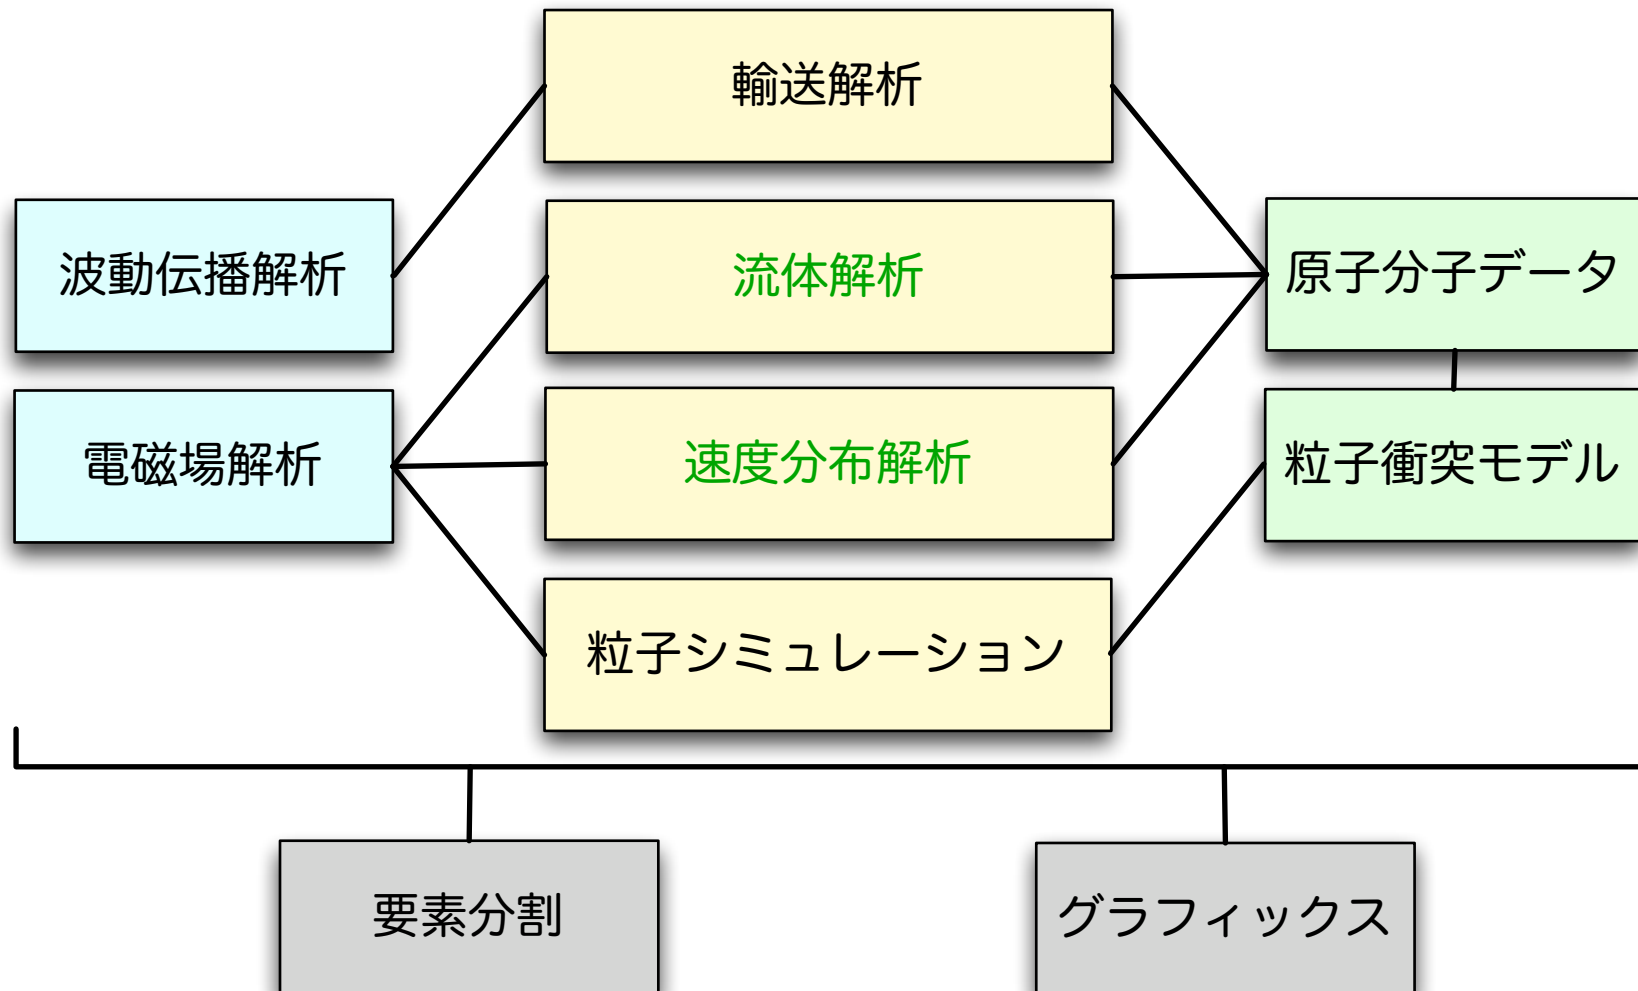 輸送解析
波動伝播解析
流体解析
原子分子データ
電磁場解析
速度分布解析
粒子衝突モデル
粒子シミュレーション
要素分割
グラフィックス